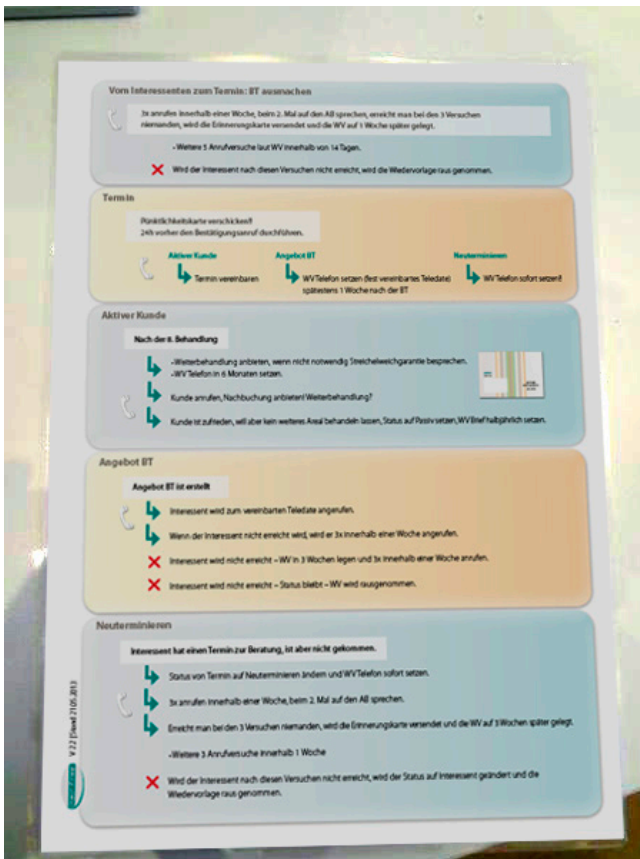 Vom Interessenten zum Termin: BT ausmachen
3x anrufen innerhalb einer Woche, beim 2. Mal auf den AB sprechen, erreicht man bei den 3 Versuchen
niemanden, wird die Erinnerungskarte versendet und die WV auf 1 Woche später gelegt.
- Weitere 5 Anrufversuche laut WV innerhalb von 14 Tagen.
Wird der Interessent nach diesen Versuchen nicht erreicht, wird die Wiedervorlage raus genommen.
Termin
Pünktlichkeitskarte verschicken!!
24h vorher den Bestätigungsanruf durchführen.
Aktiver Kunde Angebot BT Neuterminieren
Termin vereinbaren WV Telefon setzen (fest vereinbartes Teledate) WV Telefon sofort setzen!!
spätestens 1 Woche nach der BT
Aktiver Kunde
Nach der 8. Behandlung
- Weiterbehandlung anbieten, wenn nicht notwendig Streichelweichgarantie besprechen.
- WV Telefon in 6 Monaten setzen.
Kunde anrufen, Nachbuchung anbieten! Weiterbehandlung?
Kunde ist zufrieden, will aber kein weiteres Areal behandeln lassen, Status auf Passiv setzen, WV Brief halbjährlich setzen.
Angebot BT
Angebot BT ist erstellt
Interessent wird zum vereinbarten Teledate angerufen.
Wenn der Interessent nicht erreicht wird, wird er 3x innerhalb einer Woche angerufen.
Interessent wird nicht erreicht – WV in 3 Wochen legen und 3x innerhalb einer Woche anrufen.
Interessent wird nicht erreicht – Status bleibt – WV wird rausgenommen.
Neuterminieren
Interessent hat einen Termin zur Beratung, ist aber nicht gekommen.
Status von Termin auf Neuterminieren ändern und WV Telefon sofort setzen.
3x anrufen innerhalb einer Woche, beim 2. Mal auf den AB sprechen.
Erreicht man bei den 3 Versuchen niemanden, wird die Erinnerungskarte versendet und die WV auf 3 Wochen später gelegt.
- Weitere 3 Anrufversuche innerhalb 1 Woche
Wird der Interessent nach diesen Versuchen nicht erreicht, wird der Status auf Interessent geändert und die
Wiedervorlage raus genommen.
V 2.2 | Stand 21.05.2013